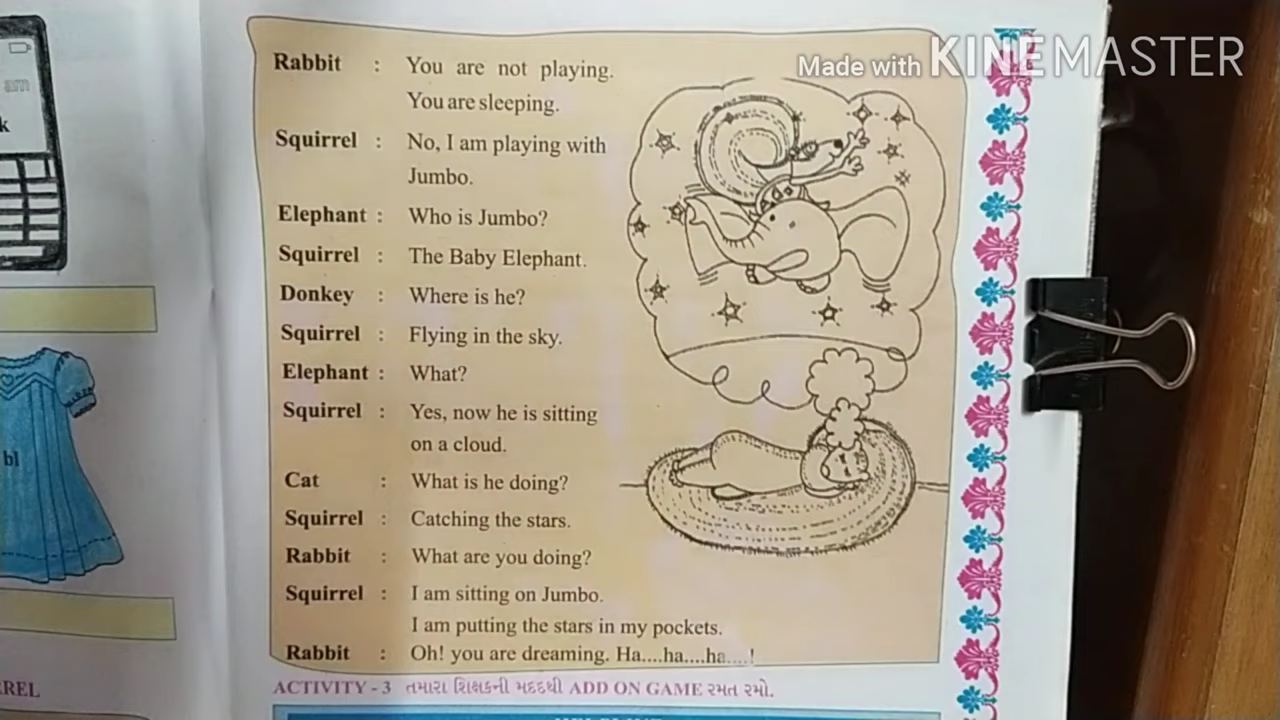 Made with KINEMASTER
am
k
bl
REL
Rabbit : You are not playing.
You are sleeping.
Squirrel : No, I am playing with
Jumbo.
Elephant : Who is Jumbo?
Squirrel : The Baby Elephant.
Donkey : Where is he?
Squirrel : Flying in the sky.
Elephant : What?
Squirrel : Yes, now he is sitting
on a cloud.
Cat : What is he doing?
Squirrel : Catching the stars.
Rabbit : What are you doing?
Squirrel : I am sitting on Jumbo.
I am putting the stars in my pockets.
Rabbit : Oh! you are dreaming. Ha....ha....ha....!
ACTIVITY - 3 તમારા શિક્ષકની મદદથી ADD ON GAME રમત રમો.